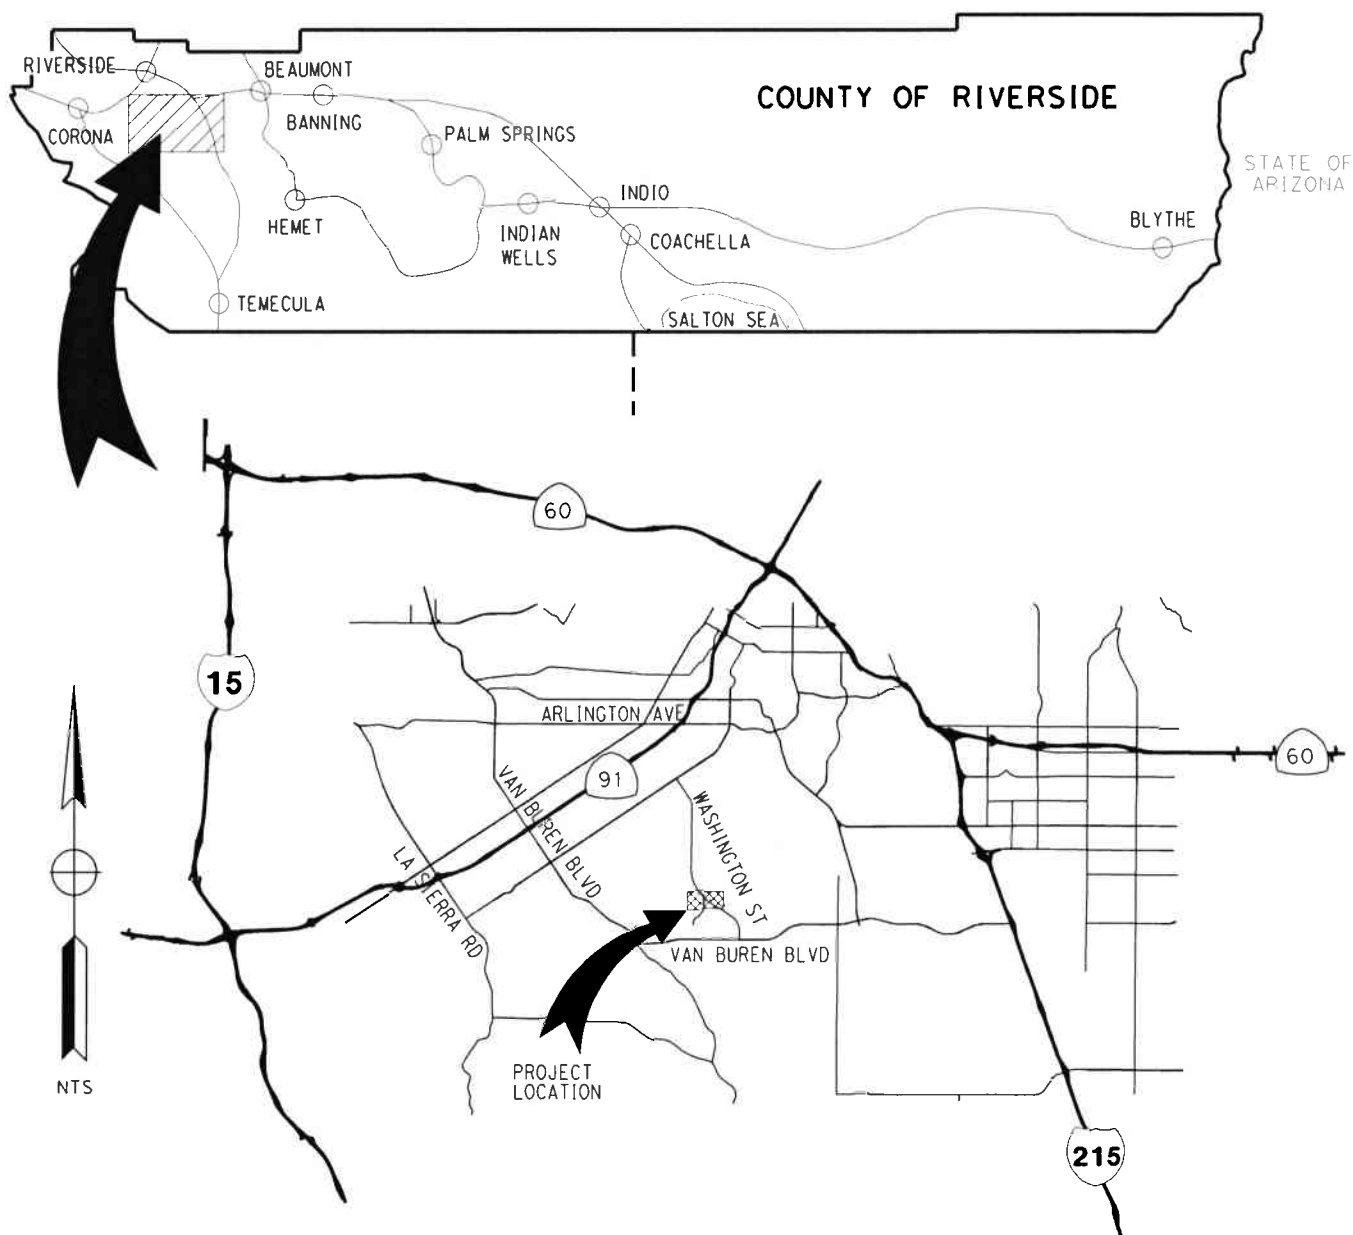 RIVERSIDE
BEAUMONT
COUNTY OF RIVERSIDE
CORONA
BANNING
PALM SPRINGS
STATE OF
ARIZONA
HEMET
INDIO
INDIAN
WELLS
COACHELLA
BLYTHE
TEMECULA
SALTON SEA
60
15
ARLINGTON AVE
91
60
VAN BUREN BLVD
WASHINGTON ST
LA SIERRA RD
VAN BUREN BLVD
PROJECT
LOCATION
NTS
215